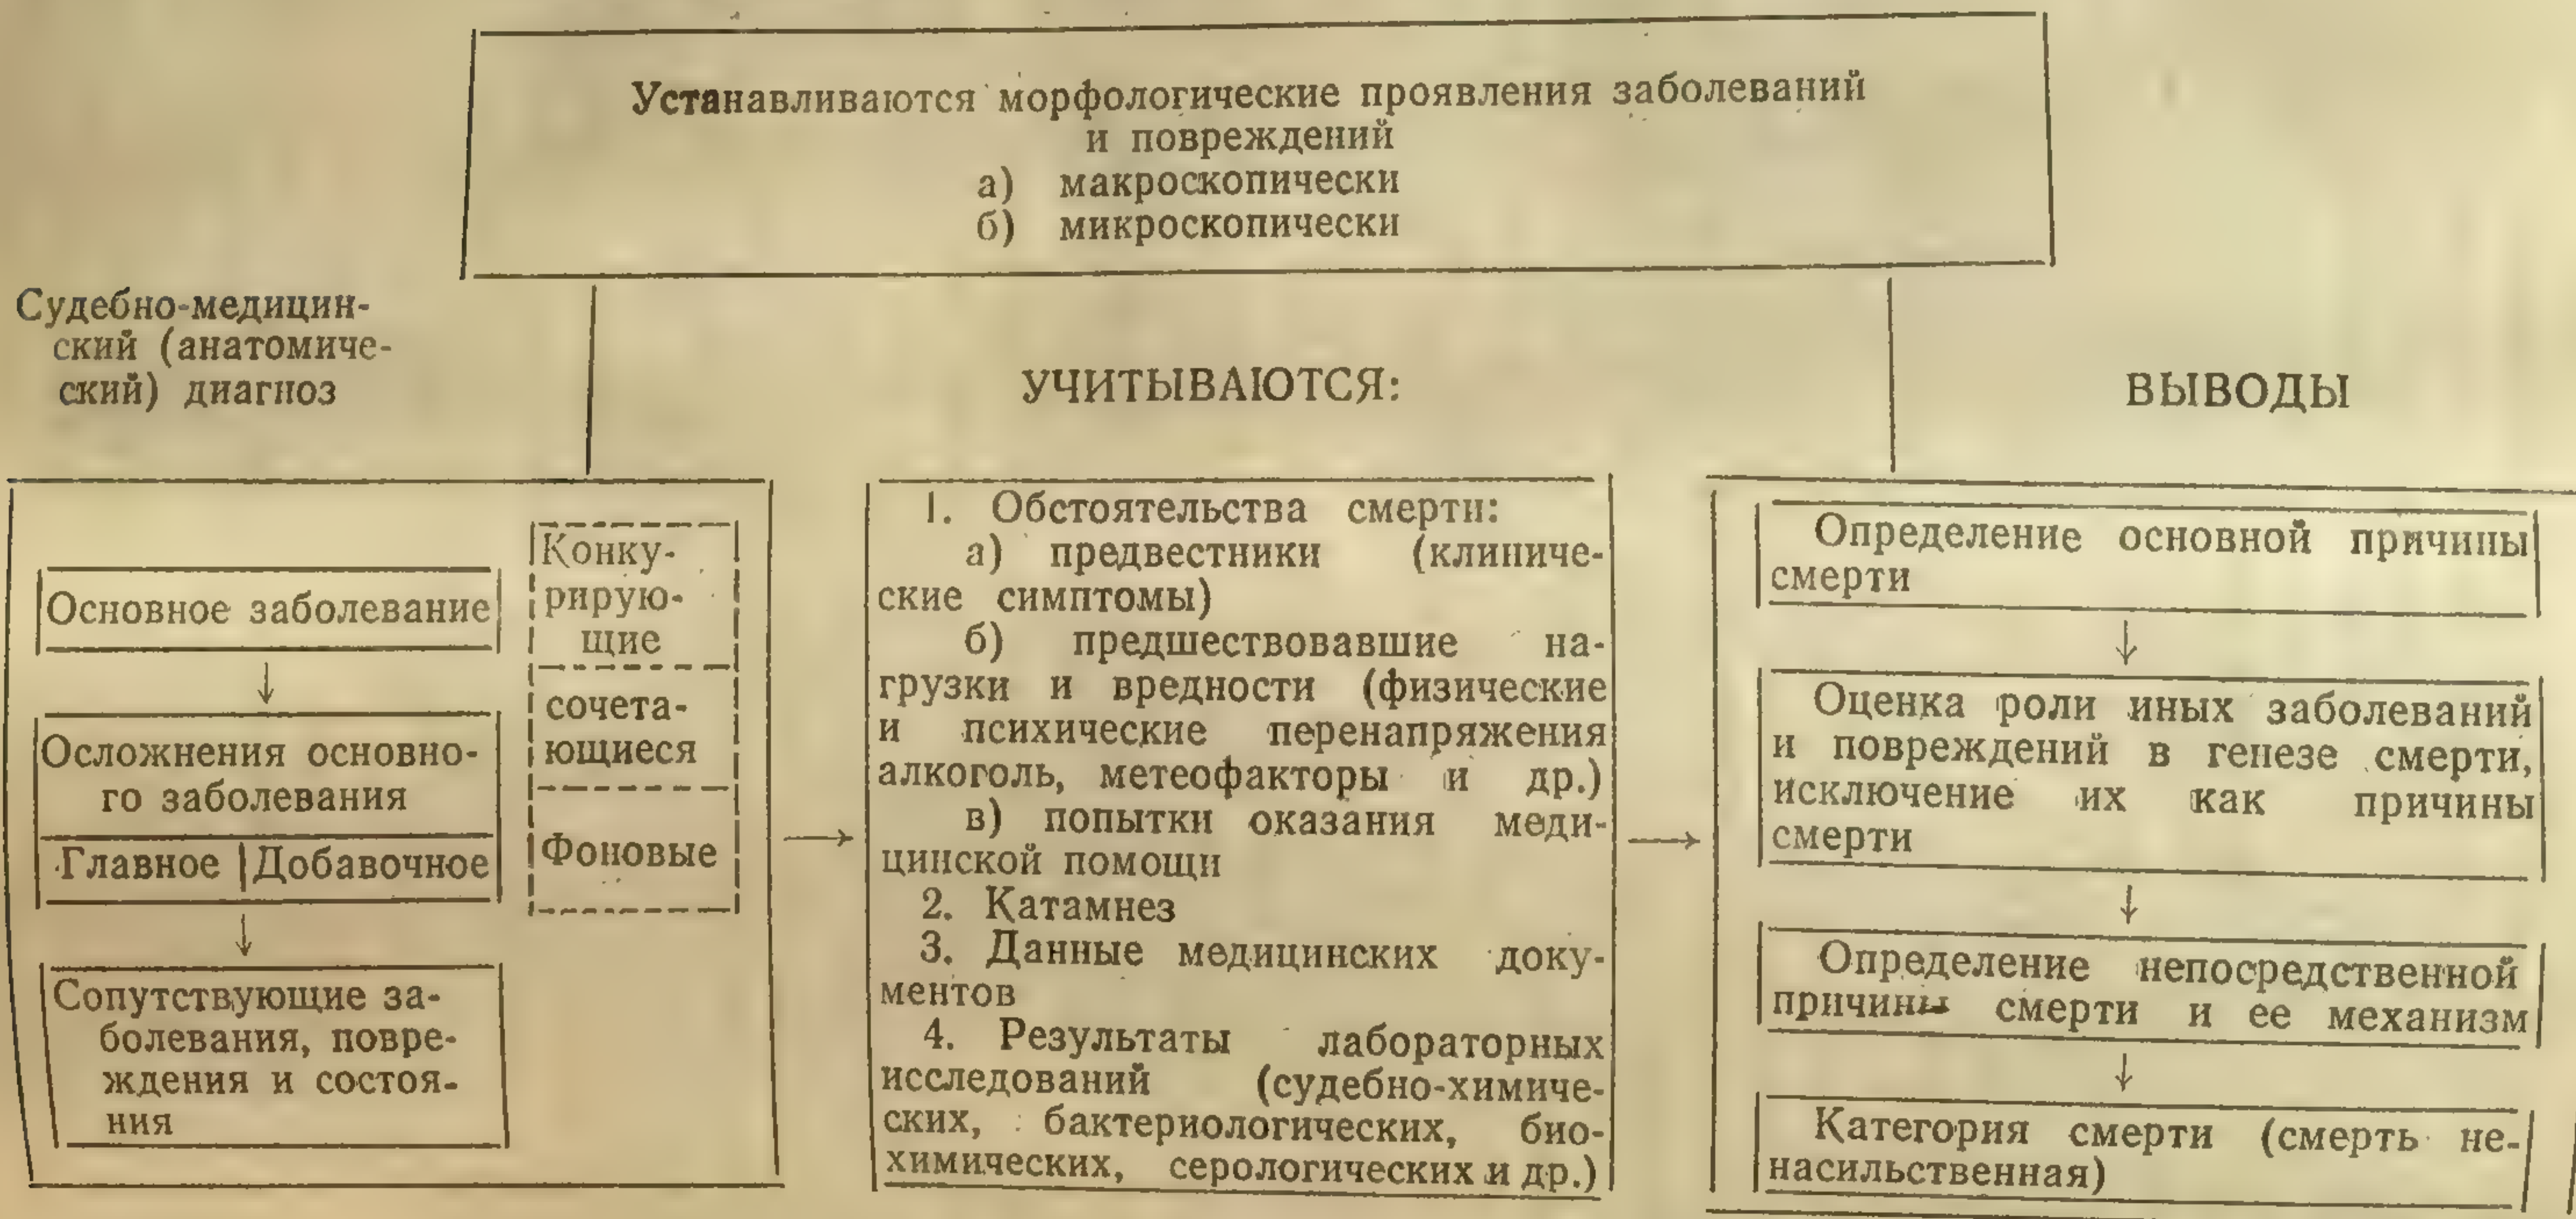 Устанавливаются морфологические проявления заболеваний
и повреждений
а) макроскопически
б) микроскопически
Судебно-медицин-
ский (анатомиче-
ский) диагноз
Основное заболевание
Осложнения основно-
го заболевания
Главное | Добавочное
Сопутствующие за-
болевания, повре-
ждения и состоя-
ния
Конку-
рирую-
щие
сочета-
ющиеся
Фоновые
УЧИТЫВАЮТСЯ:
1. Обстоятельства смерти:
а) предвестники (клиниче-
ские симптомы)
б) предшествовавшие на-
грузки и вредности (физические
и психические перенапряжения
алкоголь, метеофакторы и др.)
в) попытки оказания меди-
цинской помощи
2. Катамнез
3. Данные медицинских доку-
ментов
4. Результаты лабораторных
исследований (судебно-химиче-
ских, бактериологических, био-
химических, серологических и др.)
ВЫВОДЫ
Определение основной причины
смерти
Оценка роли иных заболеваний
и повреждений в генезе смерти,
исключение их как причины
смерти
Определение непосредственной
причины смерти и ее механизм
Категория смерти (смерть не-
насильственная)